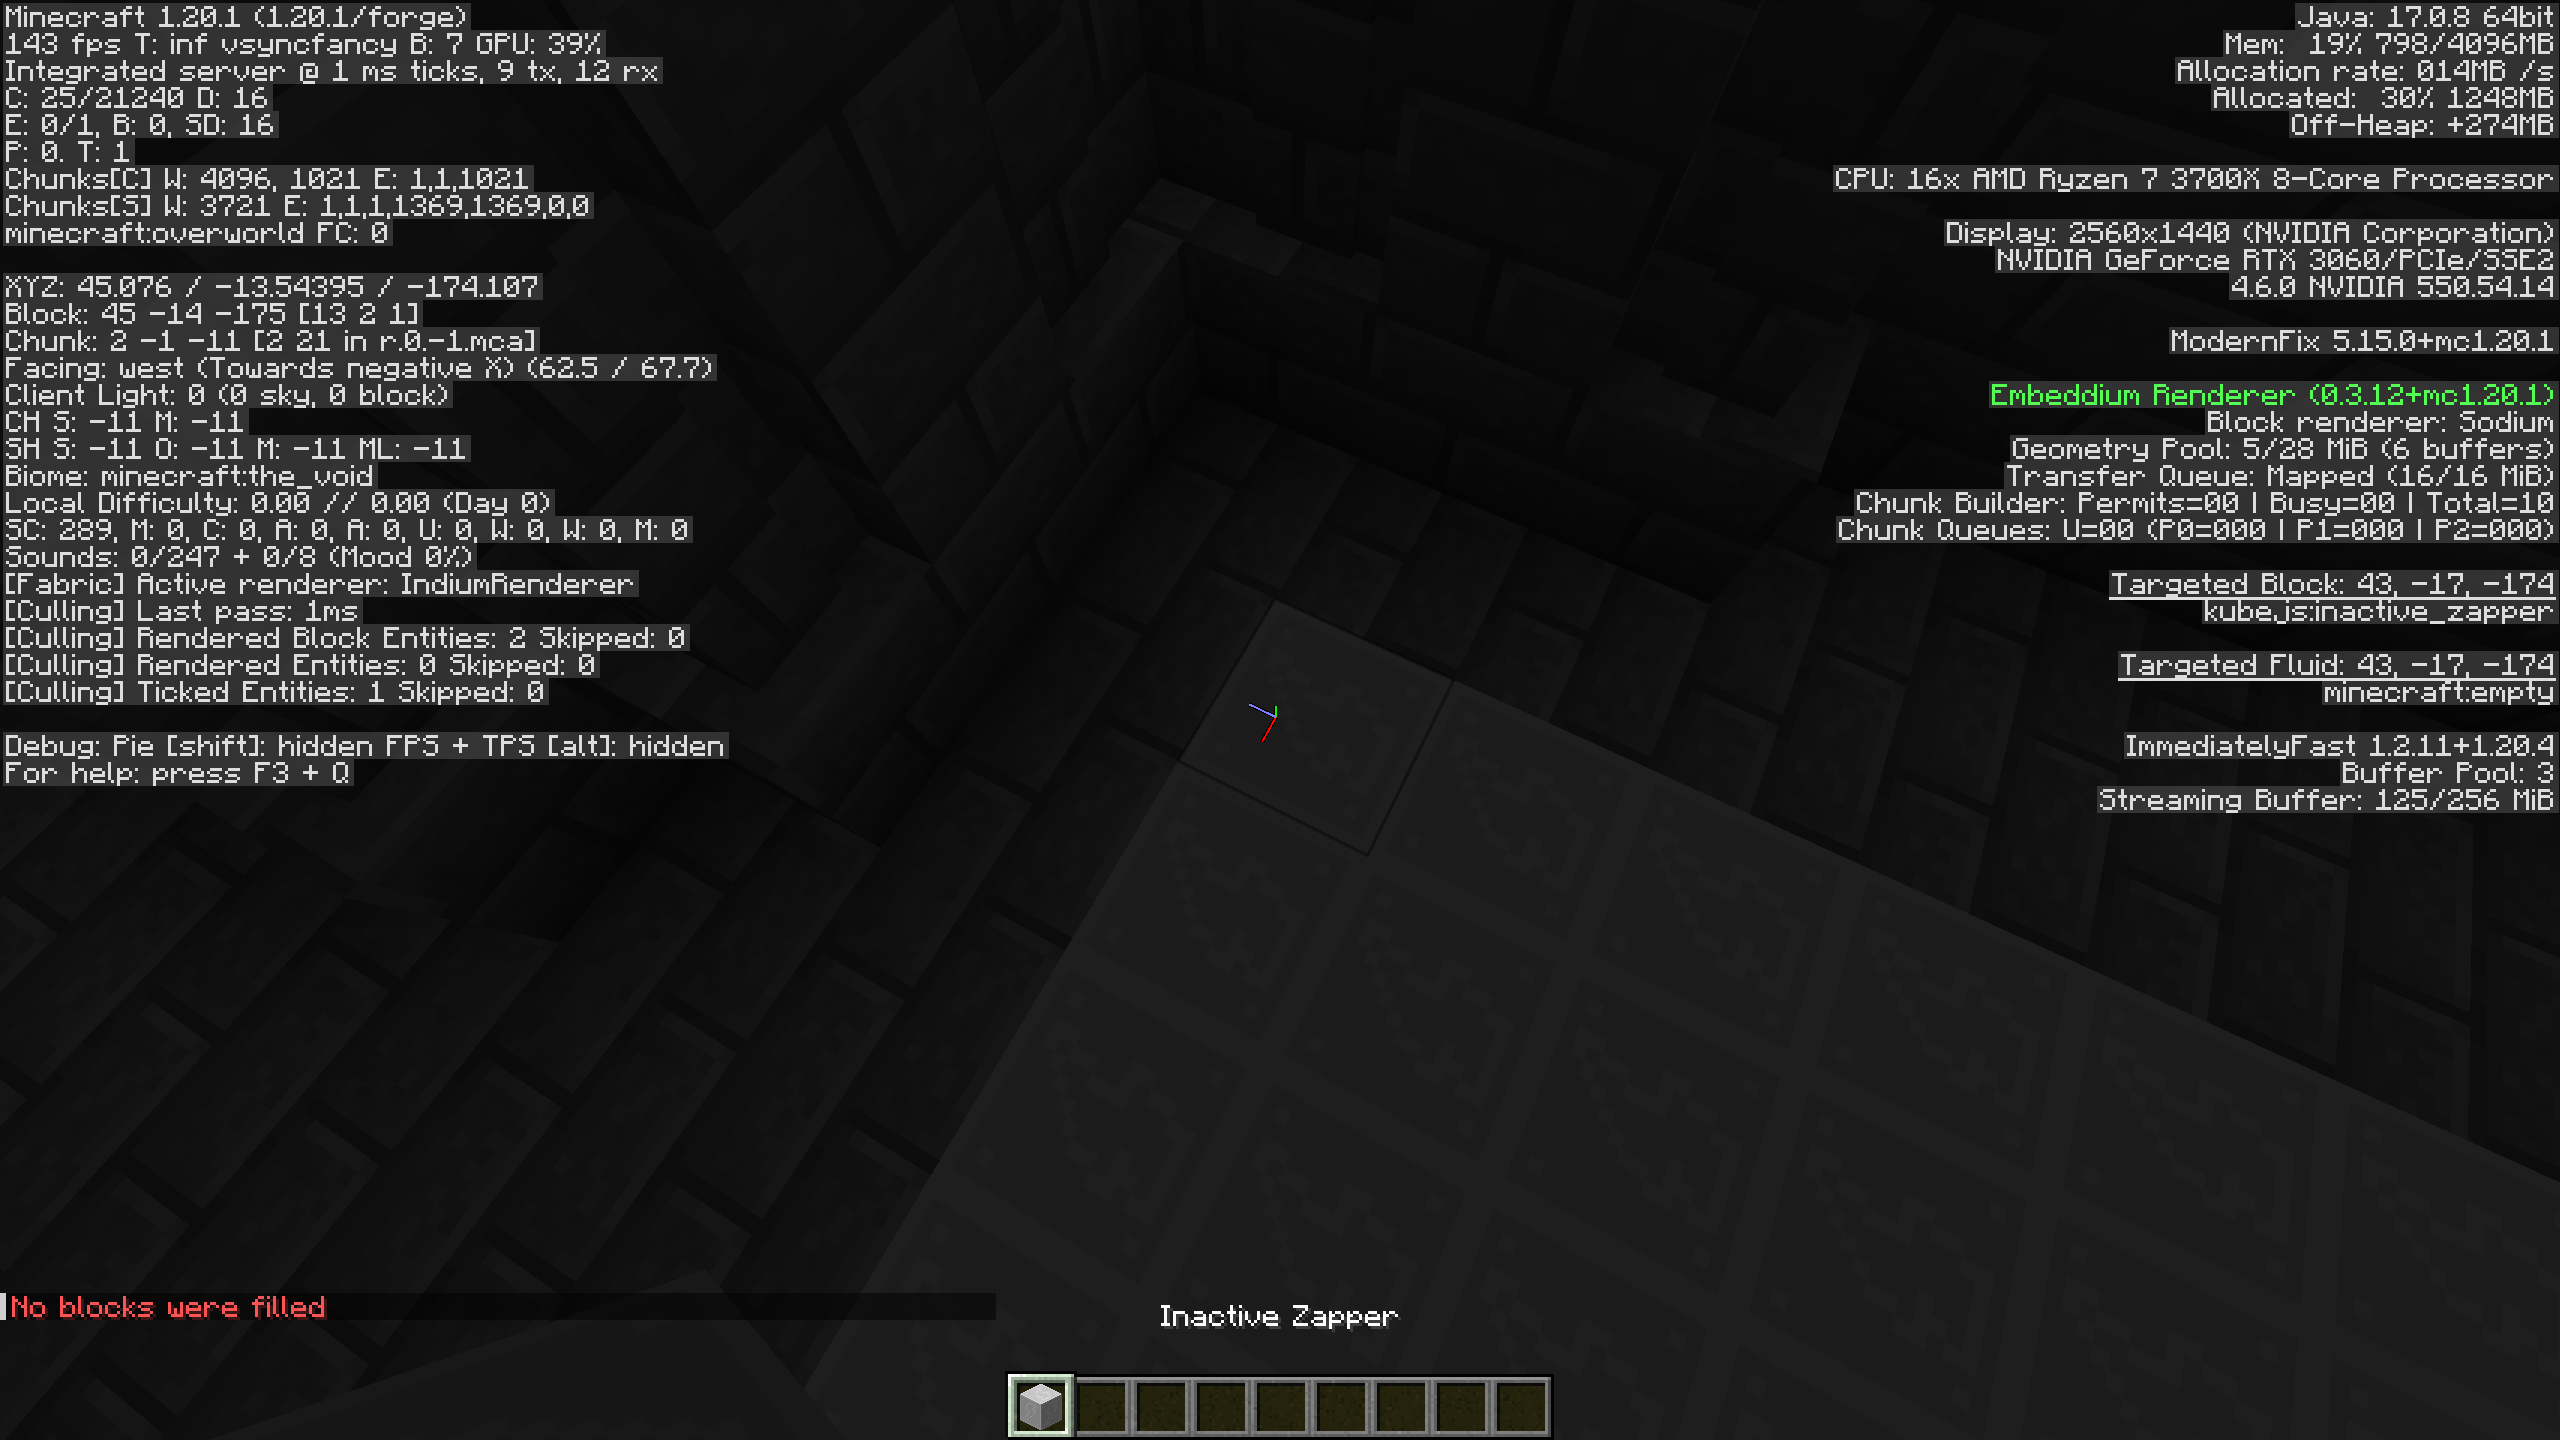 Minecraft 1.20.1 (1.20.1/forge)
143 fps T: inf vsyncfancy B: 7 GPU: 39%
Integrated server @ 1 ms ticks, 9 tx, 12 rx
C: 25/21240 D: 16
E: 0/1, B: 0, SD: 16
P: 0. T: 1
Chunks[C] W: 4096, 1021 E: 1,1,1021
Chunks[S] W: 3721 E: 1,1,1,1369,1369,0,0
minecraft:overworld FC: 0
XYZ: 45.076 / -13.54395 / -174.107
Block: 45 -14 -175 [13 2 1]
Chunk: 2 -1 -11 [2 21 in r.0.-1.mca]
Facing: west (Towards negative X) (62.5 / 67.7)
Client Light: 0 (0 sky, 0 block)
CH S: -11 M: -11
SH S: -11 O: -11 M: -11 ML: -11
Biome: minecraft:the_void
Local Difficulty: 0.00 // 0.00 (Day 0)
SC: 289, M: 0, C: 0, A: 0, A: 0, U: 0, W: 0, W: 0, M: 0
Sounds: 0/247 + 0/8 (Mood 0%)
[Fabric] Active renderer: IndiumRenderer
[Culling] Last pass: 1ms
[Culling] Rendered Block Entities: 2 Skipped: 0
[Culling] Rendered Entities: 0 Skipped: 0
[Culling] Ticked Entities: 1 Skipped: 0
Debug: Pie [shift]: hidden FPS + TPS [alt]: hidden
For help: press F3 + Q
Java: 17.0.8 64bit
Mem: 19% 798/4096MB
Allocation rate: 014MB /s
Allocated: 30% 1248MB
Off-Heap: +274MB
CPU: 16x AMD Ryzen 7 3700X 8-Core Processor
Display: 2560x1440 (NVIDIA Corporation)
NVIDIA GeForce RTX 3060/PCIe/SSE2
4.6.0 NVIDIA 550.54.14
ModernFix 5.15.0+mc1.20.1
Embeddium Renderer (0.3.12+mc1.20.1)
Block renderer: Sodium
Geometry Pool: 5/28 MiB (6 buffers)
Transfer Queue: Mapped (16/16 MiB)
Chunk Builder: Permits=00 | Busy=00 | Total=10
Chunk Queues: U=00 (P0=000 | P1=000 | P2=000)
Targeted Block: 43, -17, -174
kubejs:inactive_zapper
Targeted Fluid: 43, -17, -174
minecraft:empty
ImmediatelyFast 1.2.11+1.20.4
Buffer Pool: 3
Streaming Buffer: 125/256 MiB
No blocks were filled
Inactive Zapper